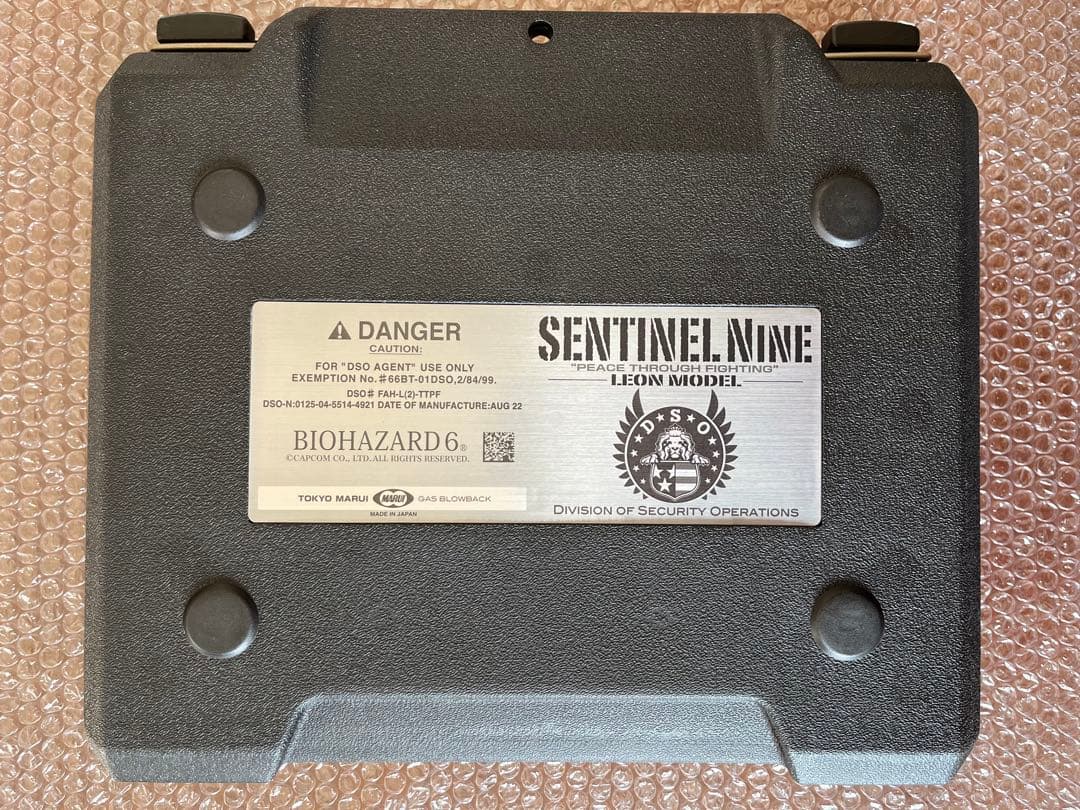 ⚠ DANGER
CAUTION:
FOR "DSO AGENT" USE ONLY
EXEMPTION No.#66BT-01DSO,2/84/99.
DSO# FAH-L(2)-TTPF
DSO-N:0125-04-5514-4921 DATE OF MANUFACTURE:AUG 22
BIOHAZARD 6®
©CAPCOM CO., LTD.ALL RIGHTS RESERVED.
TOKYO MARUI MARUI GAS BLOWBACK
MADE IN JAPAN
SENTINEL NINE
"PEACE THROUGH FIGHTING"
LEON MODEL
DSO
DIVISION OF SECURITY OPERATIONS